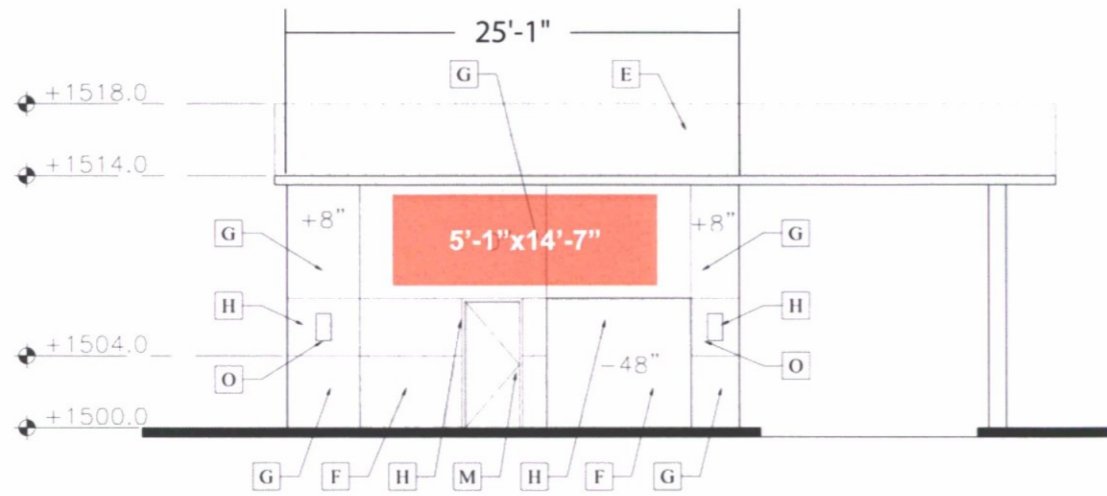 25'-1"
G
E
+1518.0
+1514.0
+8"
5’-1”x14’-7”
+8"
G
G
H
H
+1504.0
O
-48"
O
+1500.0
G
F
H
M
H
F
G